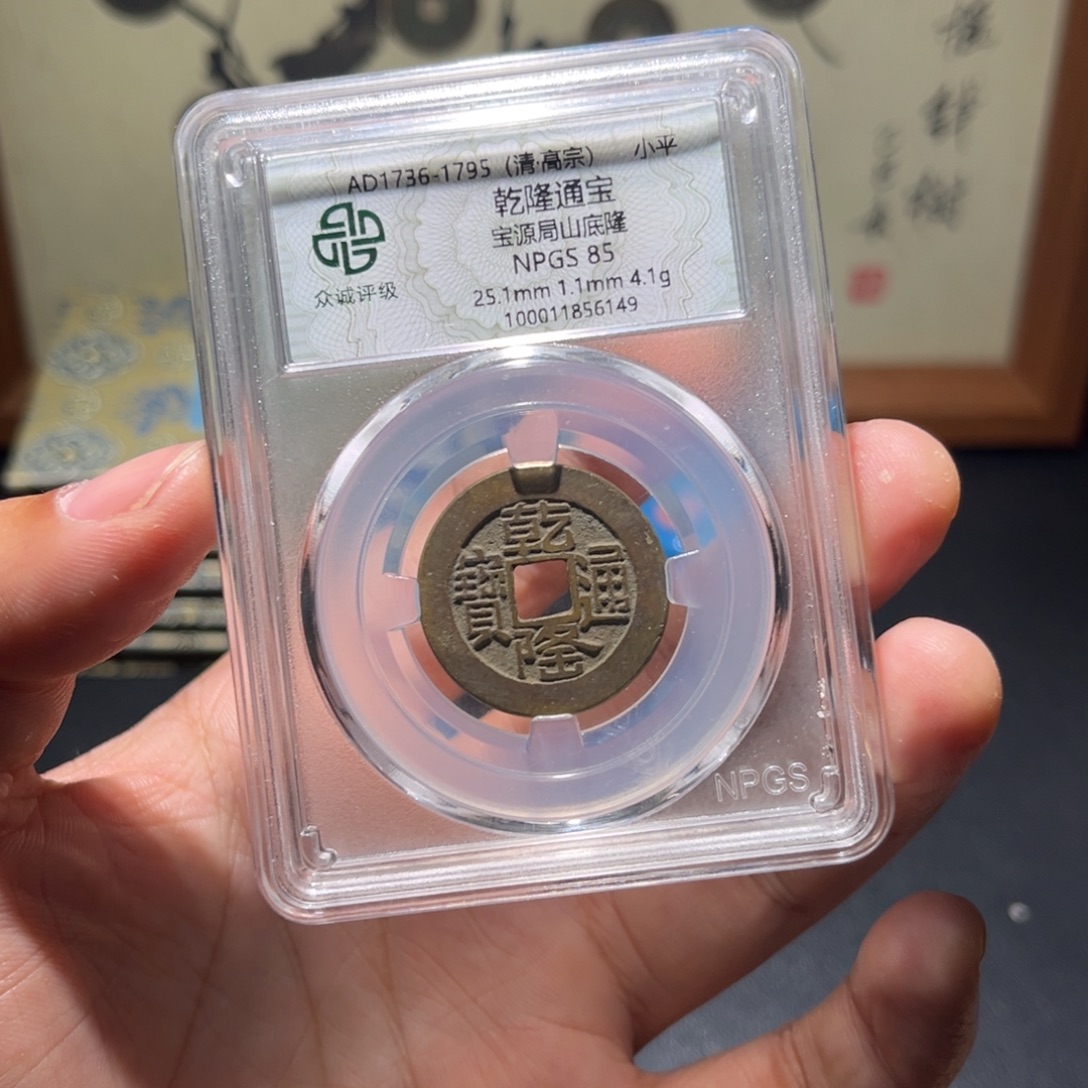 AD1736-1795（清·高宗） 小平
乾隆通宝
宝源局山底隆
NPGS 85
25.1mm 1.1mm 4.1g
100011856149
众诚评级
乾隆通寶
NPGS